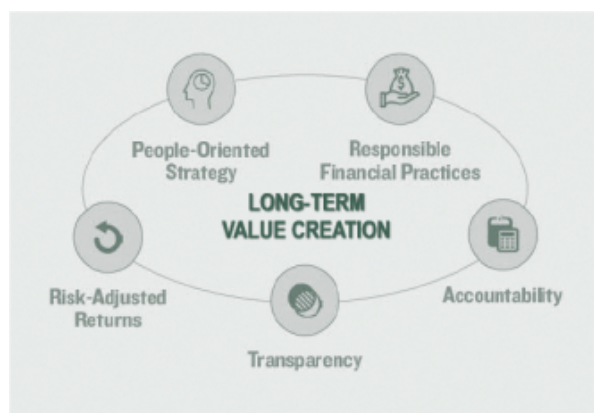 People-Oriented
Strategy
Responsible
Financial Practices
LONG-TERM
VALUE CREATION
Risk-Adjusted
Returns
Accountability
Transparency